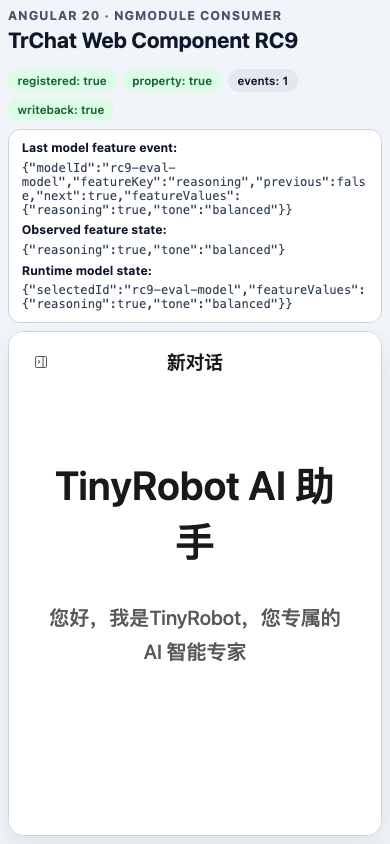 ANGULAR 20 · NGMODULE CONSUMER
TrChat Web Component RC9
registered: true property: true events: 1
writeback: true
Last model feature event:
{"modelId":"rc9-eval-
model","featureKey":"reasoning","previous":fals
e,"next":true,"featureValues":
{"reasoning":true,"tone":"balanced"}}
Observed feature state:
{"reasoning":true,"tone":"balanced"}
Runtime model state:
{"selectedId":"rc9-eval-model","featureValues":
{"reasoning":true,"tone":"balanced"}}
新对话
TinyRobot AI 助
手
您好，我是TinyRobot，您专属的
AI 智能专家